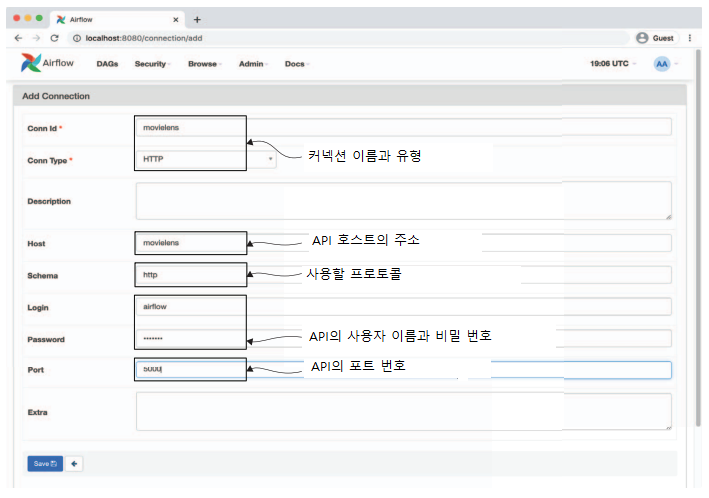 Airflow
localhost:8080/connection/add
Guest
Airflow
DAGs
Security
Browse
Admin
Docs
19:06 UTC
AA
Add Connection
Conn Id *
movielens
Conn Type *
HTTP
커넥션 이름과 유형
Description
Host
movielens
API 호스트의 주소
Schema
http
사용할 프로토콜
Login
airflow
Password
•••••••
API의 사용자 이름과 비밀 번호
Port
5000
API의 포트 번호
Extra
Save